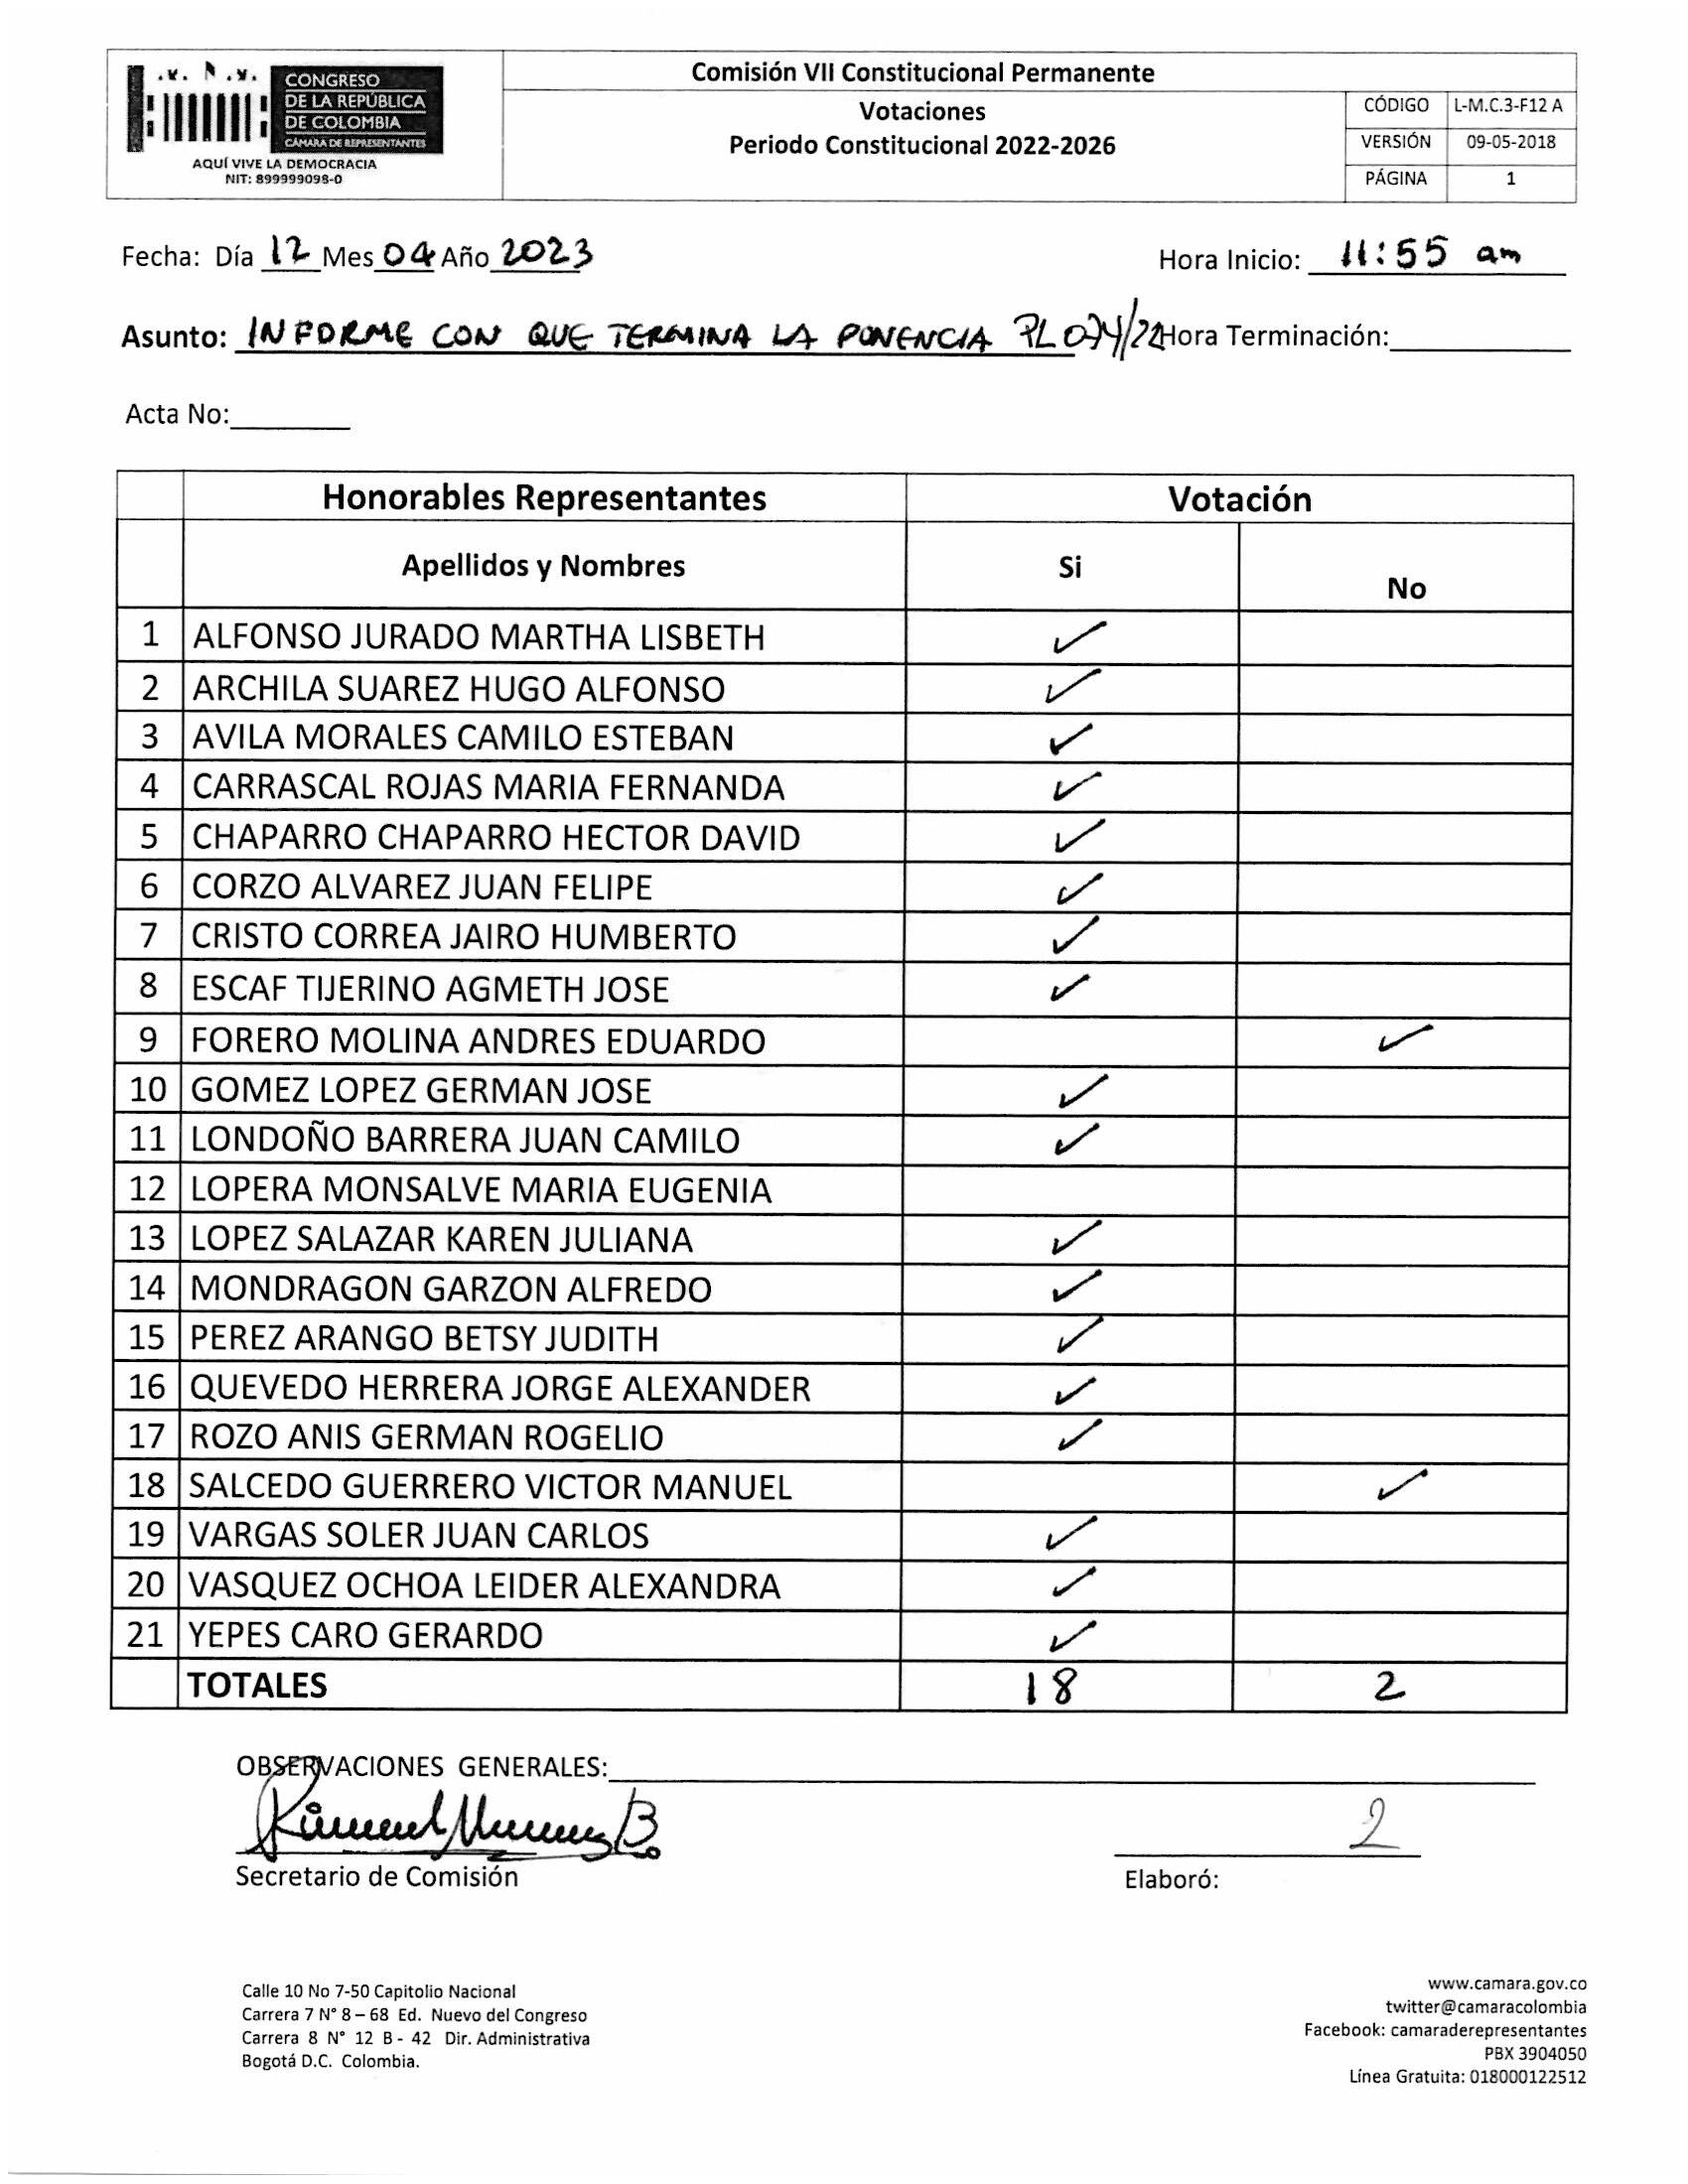 CONGRESO
DE LA REPÚBLICA
DE COLOMBIA
CÁMARA DE REPRESENTANTES
AQUÍ VIVE LA DEMOCRACIA
NIT: 899999098-0
Comisión VII Constitucional Permanente
Votaciones
Periodo Constitucional 2022-2026
CÓDIGO L-M.C.3-F12 A
VERSIÓN 09-05-2018
PÁGINA 1
Fecha: Día 12 Mes 04 Año 2023 Hora Inicio: 11:55 am
Asunto: INFORME CON QUE TERMINA LA PONENCIA PL 074/22 Hora Terminación:
Acta No:
Honorables Representantes Votación
Apellidos y Nombres Si No
1 ALFONSO JURADO MARTHA LISBETH ✓
2 ARCHILA SUAREZ HUGO ALFONSO ✓
3 AVILA MORALES CAMILO ESTEBAN ✓
4 CARRASCAL ROJAS MARIA FERNANDA ✓
5 CHAPARRO CHAPARRO HECTOR DAVID ✓
6 CORZO ALVAREZ JUAN FELIPE ✓
7 CRISTO CORREA JAIRO HUMBERTO ✓
8 ESCAF TIJERINO AGMETH JOSE ✓
9 FORERO MOLINA ANDRES EDUARDO ✓
10 GOMEZ LOPEZ GERMAN JOSE ✓
11 LONDOÑO BARRERA JUAN CAMILO ✓
12 LOPERA MONSALVE MARIA EUGENIA
13 LOPEZ SALAZAR KAREN JULIANA ✓
14 MONDRAGON GARZON ALFREDO ✓
15 PEREZ ARANGO BETSY JUDITH ✓
16 QUEVEDO HERRERA JORGE ALEXANDER ✓
17 ROZO ANIS GERMAN ROGELIO ✓
18 SALCEDO GUERRERO VICTOR MANUEL ✓
19 VARGAS SOLER JUAN CARLOS ✓
20 VASQUEZ OCHOA LEIDER ALEXANDRA ✓
21 YEPES CARO GERARDO ✓
TOTALES 18 2
OBSERVACIONES GENERALES:
Secretario de Comisión
Elaboró:
Calle 10 No 7-50 Capitolio Nacional
Carrera 7 N° 8 – 68 Ed. Nuevo del Congreso
Carrera 8 N° 12 B - 42 Dir. Administrativa
Bogotá D.C. Colombia.
www.camara.gov.co
twitter@camaracolombia
Facebook: camaraderepresentantes
PBX 3904050
Línea Gratuita: 018000122512